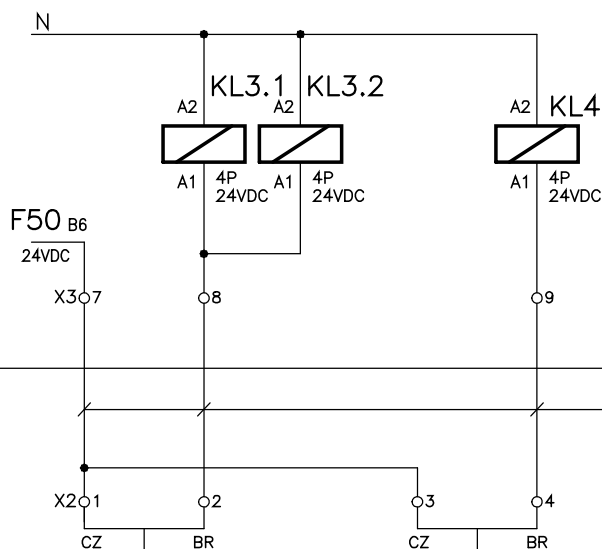 N
KL3.1 KL3.2
A2 A2 A2 KL4
A1 4P A1 4P A1 4P
24VDC 24VDC 24VDC
F50 B6
24VDC
X3 7 8 9
X2 1 2 3 4
CZ BR CZ BR